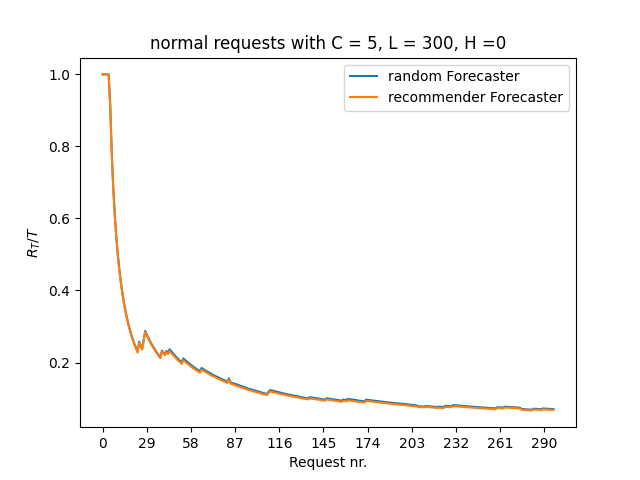 normal requests with C = 5, L = 300, H =0
random Forecaster
recommender Forecaster
1.0
0.8
0.6
0.4
0.2
R_T/T
0 29 58 87 116 145 174 203 232 261 290
Request nr.